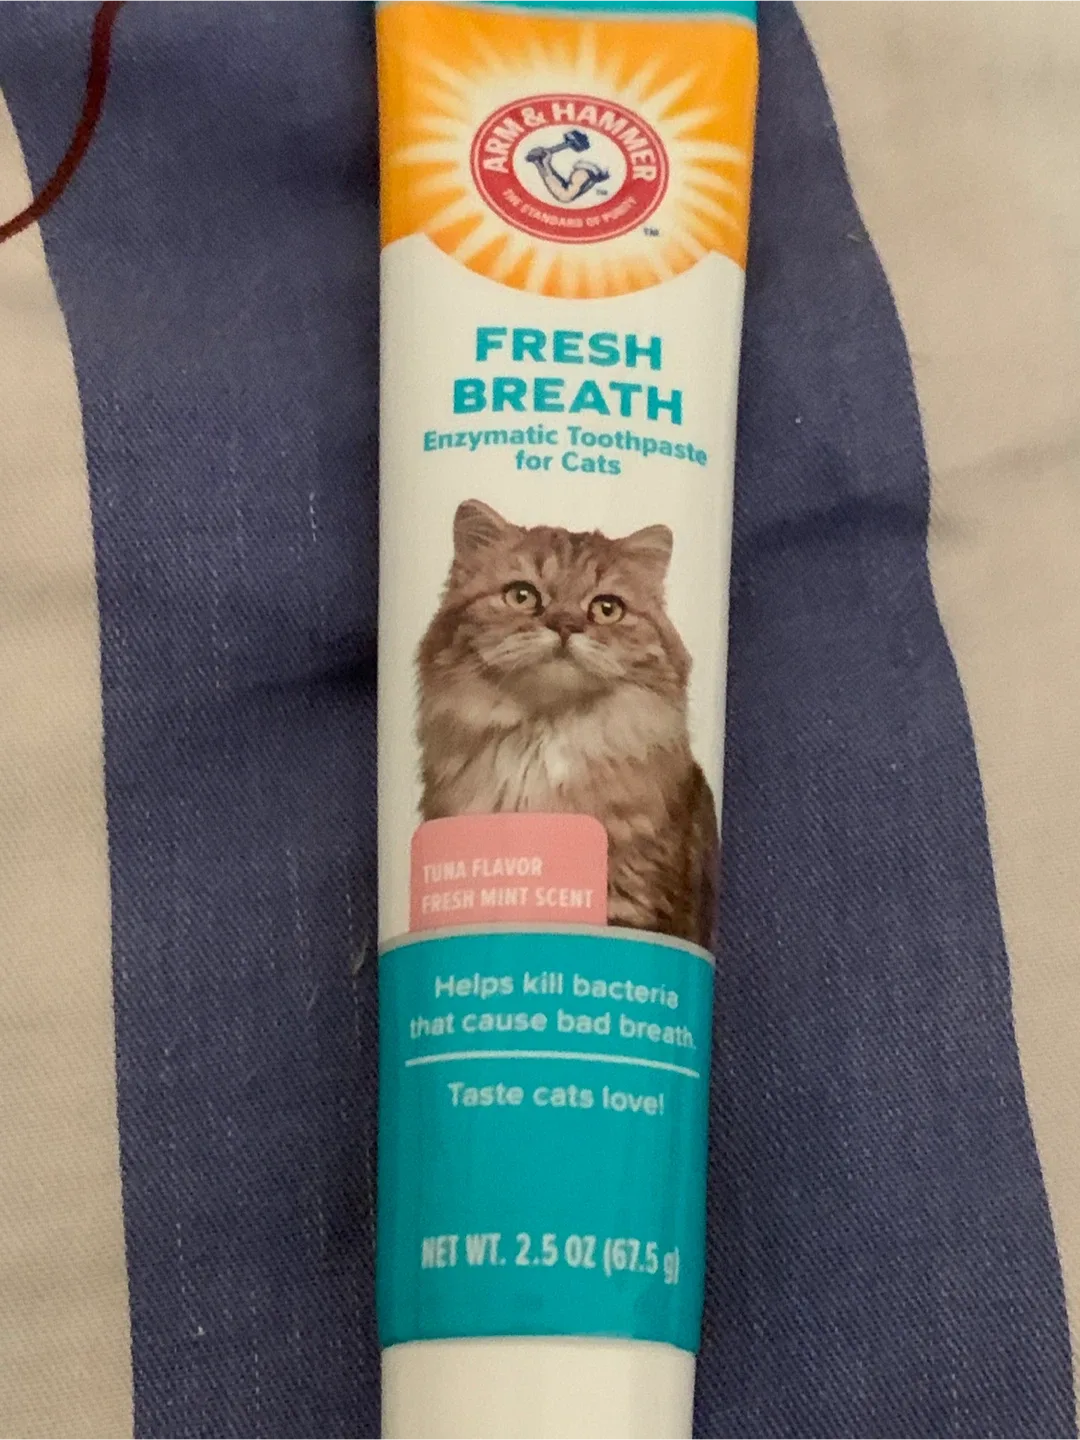 ARM & HAMMER
THE STANDARD OF PURITY
TM
FRESH
BREATH
Enzymatic Toothpaste
for Cats
TUNA FLAVOR
FRESH MINT SCENT
Helps kill bacteria
that cause bad breath.
Taste cats love!
NET WT. 2.5 OZ (67.5 g)